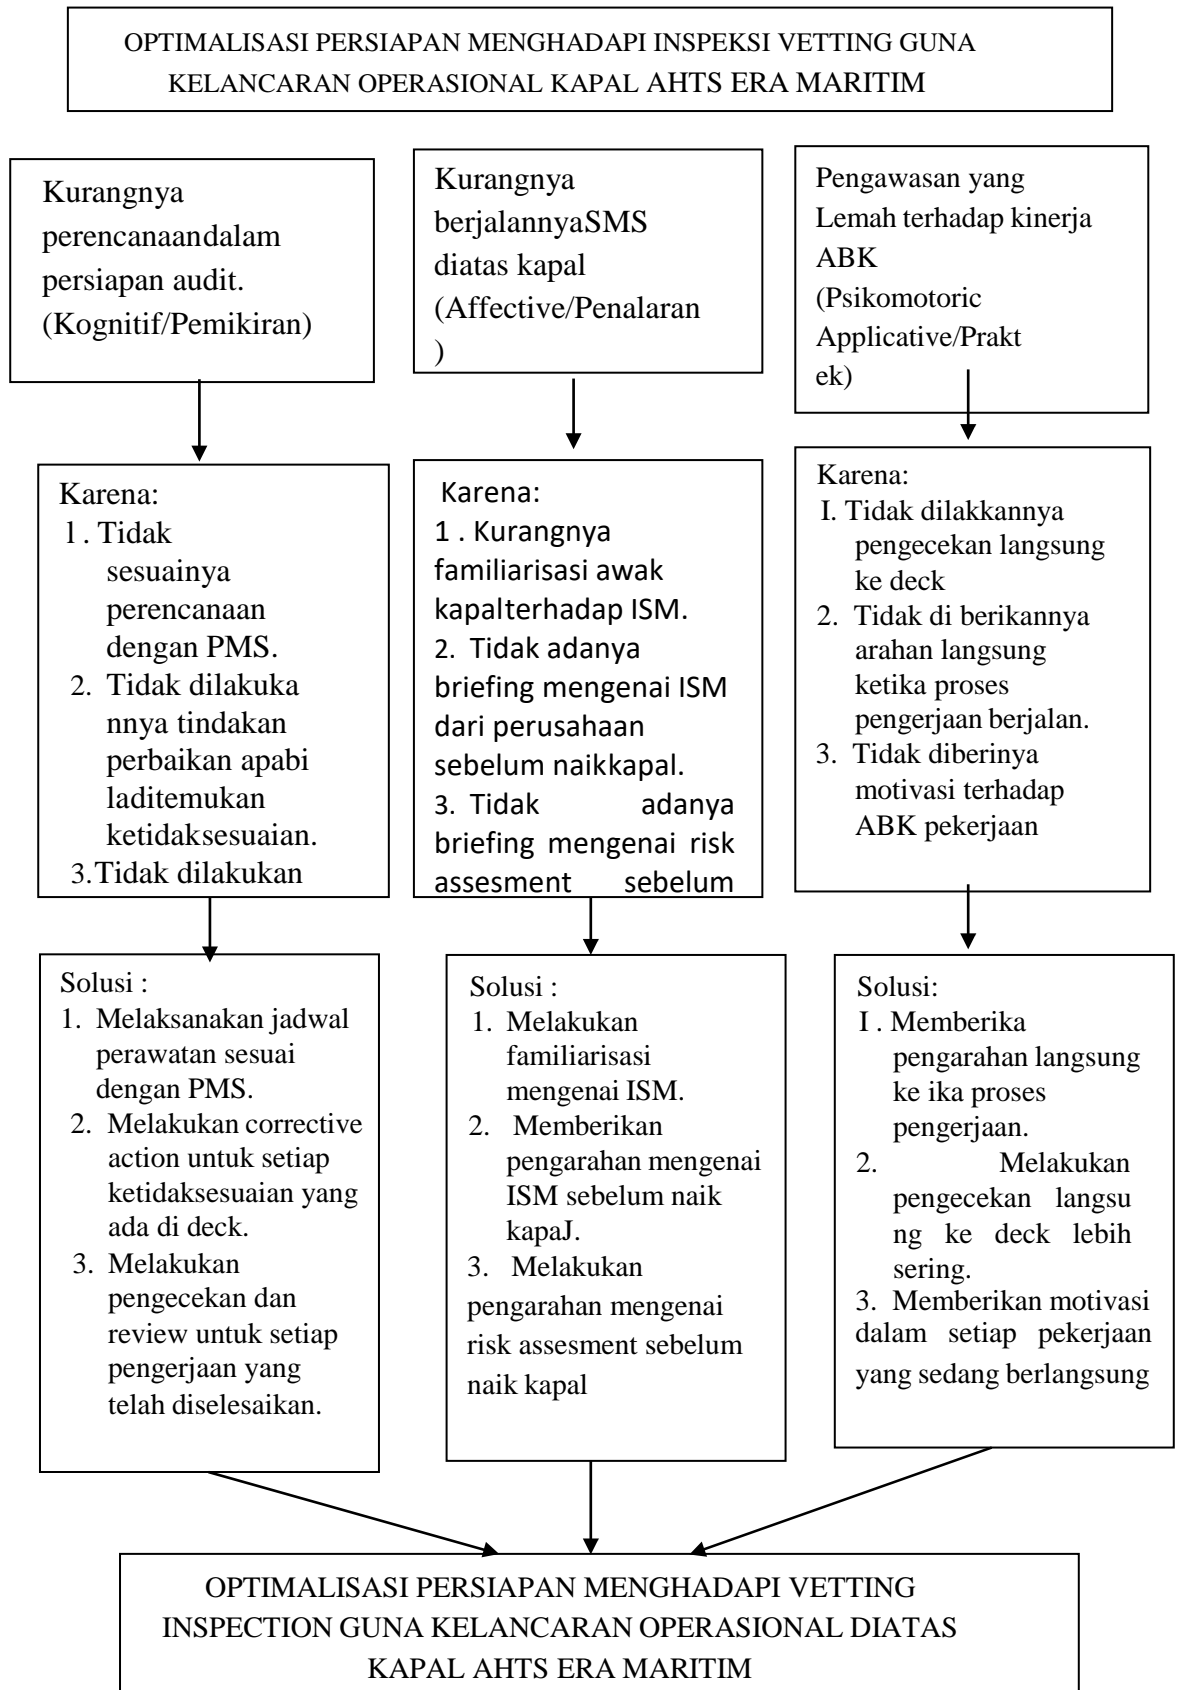 OPTIMALISASI PERSIAPAN MENGHADAPI INSPEKSI VETTING GUNA
KELANCARAN OPERASIONAL KAPAL AHTS ERA MARITIM
Kurangnya
perencanaandalam
persiapan audit.
(Kognitif/Pemikiran)
Kurangnya
berjalannyaSMS
diatas kapal
(Affective/Penalaran
)
Pengawasan yang
Lemah terhadap kinerja
ABK
(Psikomotoric
Applicative/Prakt
ek)
Karena:
1 . Tidak
sesuainya
perencanaan
dengan PMS.
2. Tidak dilakuka
nnya tindakan
perbaikan apabi
laditemukan
ketidaksesuaian.
3.Tidak dilakukan
Karena:
1 . Kurangnya
familiarisasi awak
kapalterhadap ISM.
2. Tidak adanya
briefing mengenai ISM
dari perusahaan
sebelum naikkapal.
3. Tidak adanya
briefing mengenai risk
assesment sebelum
Karena:
I. Tidak dilakkannya
pengecekan langsung
ke deck
2. Tidak di berikannya
arahan langsung
ketika proses
pengerjaan berjalan.
3. Tidak diberinya
motivasi terhadap
ABK pekerjaan
Solusi :
1. Melaksanakan jadwal
perawatan sesuai
dengan PMS.
2. Melakukan corrective
action untuk setiap
ketidaksesuaian yang
ada di deck.
3. Melakukan
pengecekan dan
review untuk setiap
pengerjaan yang
telah diselesaikan.
Solusi :
1. Melakukan
familiarisasi
mengenai ISM.
2. Memberikan
pengarahan mengenai
ISM sebelum naik
kapaJ.
3. Melakukan
pengarahan mengenai
risk assesment sebelum
naik kapal
Solusi:
I . Memberika
pengarahan langsung
ke ika proses
pengerjaan.
2. Melakukan
pengecekan langsu
ng ke deck lebih
sering.
3. Memberikan motivasi
dalam setiap pekerjaan
yang sedang berlangsung
OPTIMALISASI PERSIAPAN MENGHADAPI VETTING
INSPECTION GUNA KELANCARAN OPERASIONAL DIATAS
KAPAL AHTS ERA MARITIM